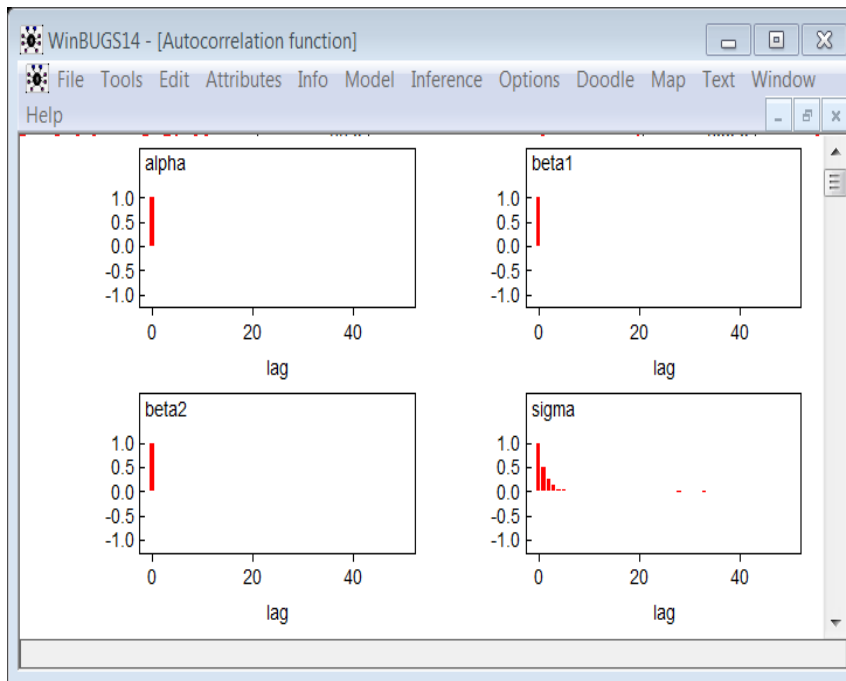 WinBUGS14 - [Autocorrelation function]
File Tools Edit Attributes Info Model Inference Options Doodle Map Text Window
Help
alpha
1.0
0.5
0.0
-0.5
-1.0
0 20 40
lag
beta1
1.0
0.5
0.0
-0.5
-1.0
0 20 40
lag
beta2
1.0
0.5
0.0
-0.5
-1.0
0 20 40
lag
sigma
1.0
0.5
0.0
-0.5
-1.0
0 20 40
lag